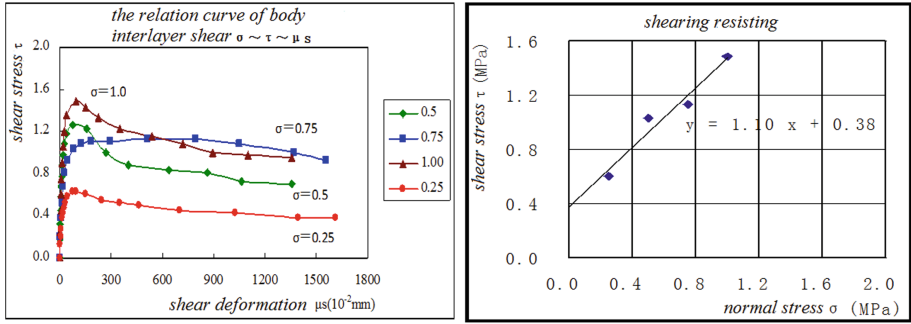 the relation curve of body
interlayer shear σ～τ～μs
shear stress τ
2.0
1.6
1.2
0.8
0.4
0.0
σ＝1.0
σ＝0.75
σ＝0.5
σ＝0.25
0 300 600 900 1200 1500 1800
shear deformation μs(10⁻²mm)
0.5
0.75
1.00
0.25
shearing resisting
shear stress τ (MPa)
1.6
1.2
0.8
0.4
0.0
y = 1.10 x + 0.38
0.0 0.4 0.8 1.2 1.6 2.0
normal stress σ (MPa)